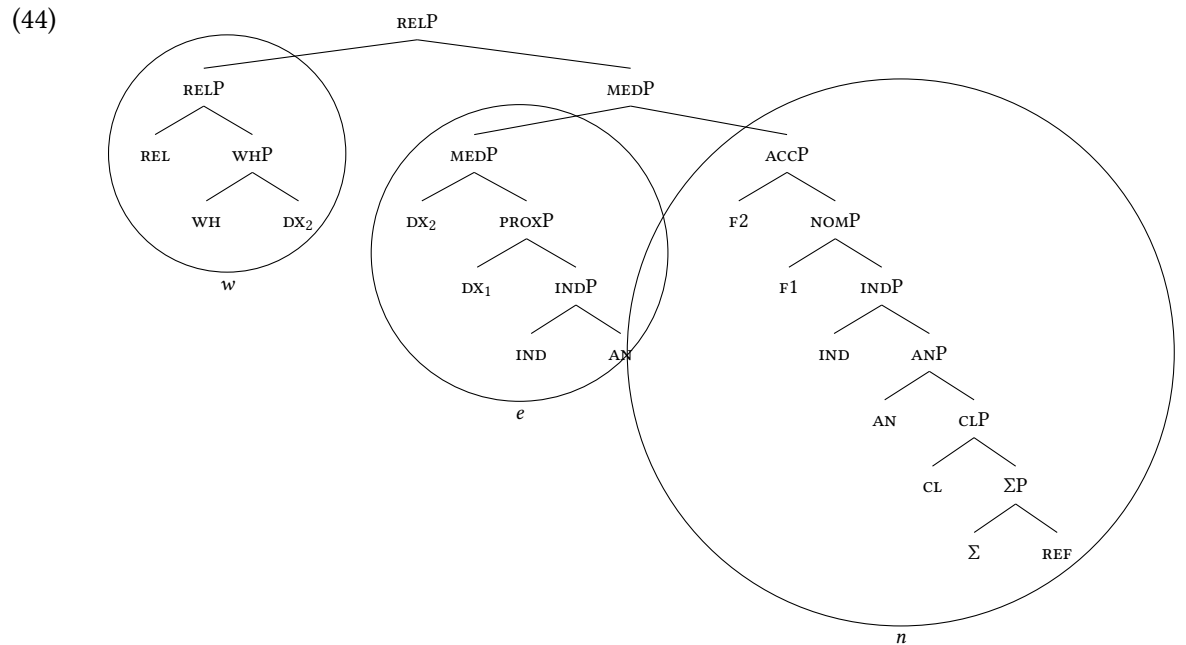 (44) RELP
RELP MEDP
REL WHP MEDP ACCP
WH DX₂ DX₂ PROXP F2 NOMP
w DX₁ INDP F1 INDP
IND AN IND ANP
e AN CLP
CL ΣP
Σ REF
n